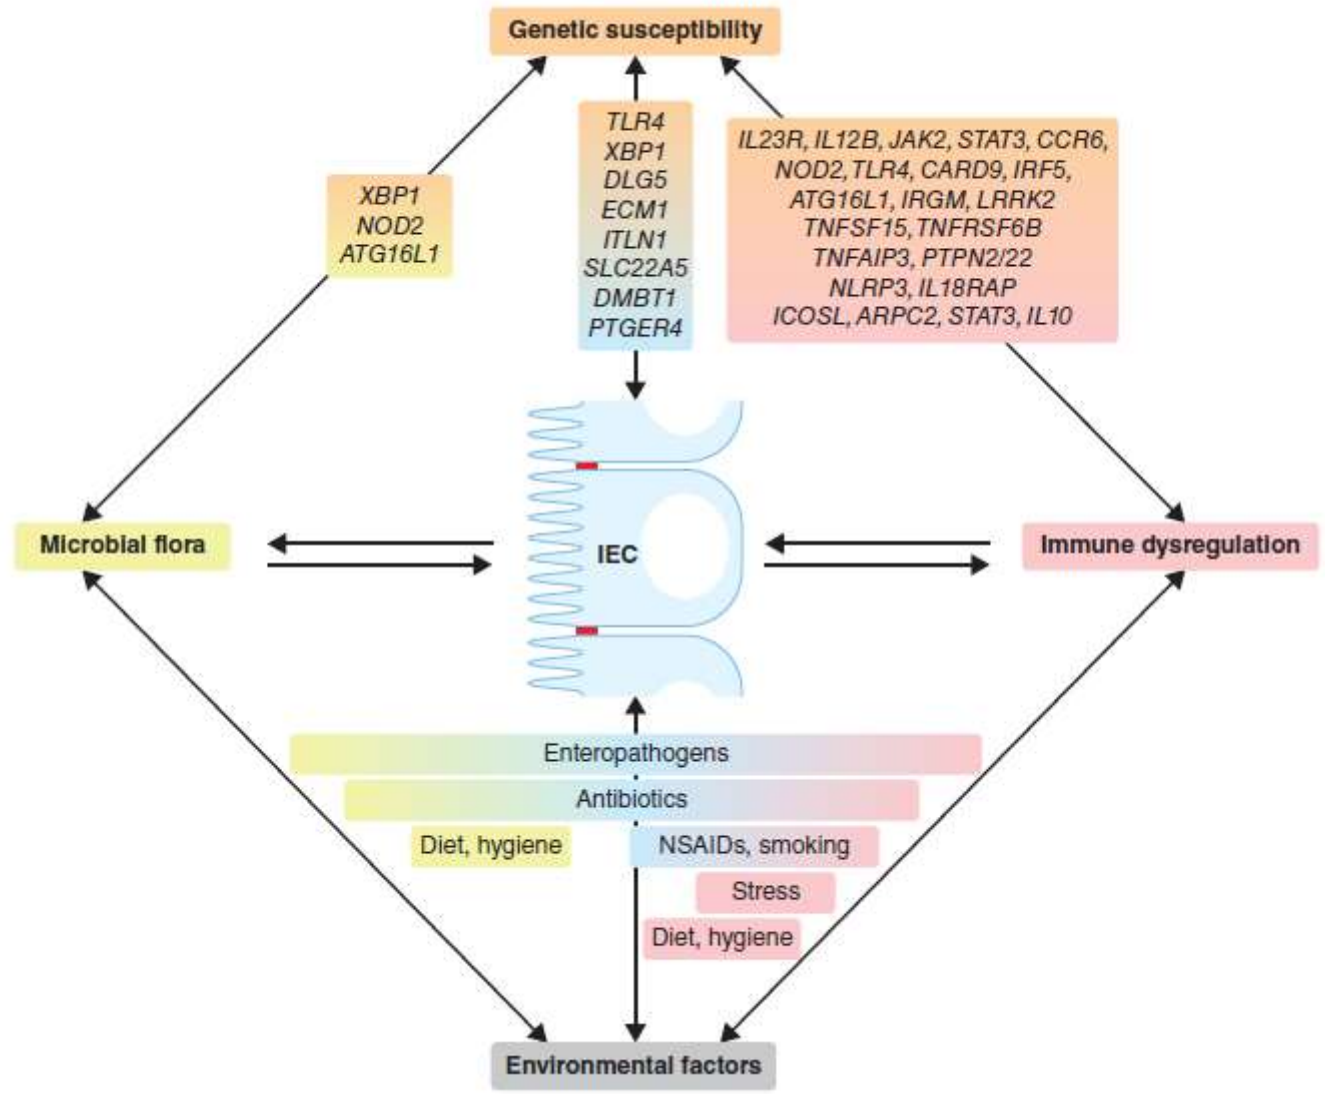 Genetic susceptibility
XBP1
NOD2
ATG16L1
TLR4
XBP1
DLG5
ECM1
ITLN1
SLC22A5
DMBT1
PTGER4
IL23R, IL12B, JAK2, STAT3, CCR6,
NOD2, TLR4, CARD9, IRF5,
ATG16L1, IRGM, LRRK2
TNFSF15, TNFRSF6B
TNFAIP3, PTPN2/22
NLRP3, IL18RAP
ICOSL, ARPC2, STAT3, IL10
Microbial flora
IEC
Immune dysregulation
Enteropathogens
Antibiotics
Diet, hygiene
NSAIDs, smoking
Stress
Diet, hygiene
Environmental factors